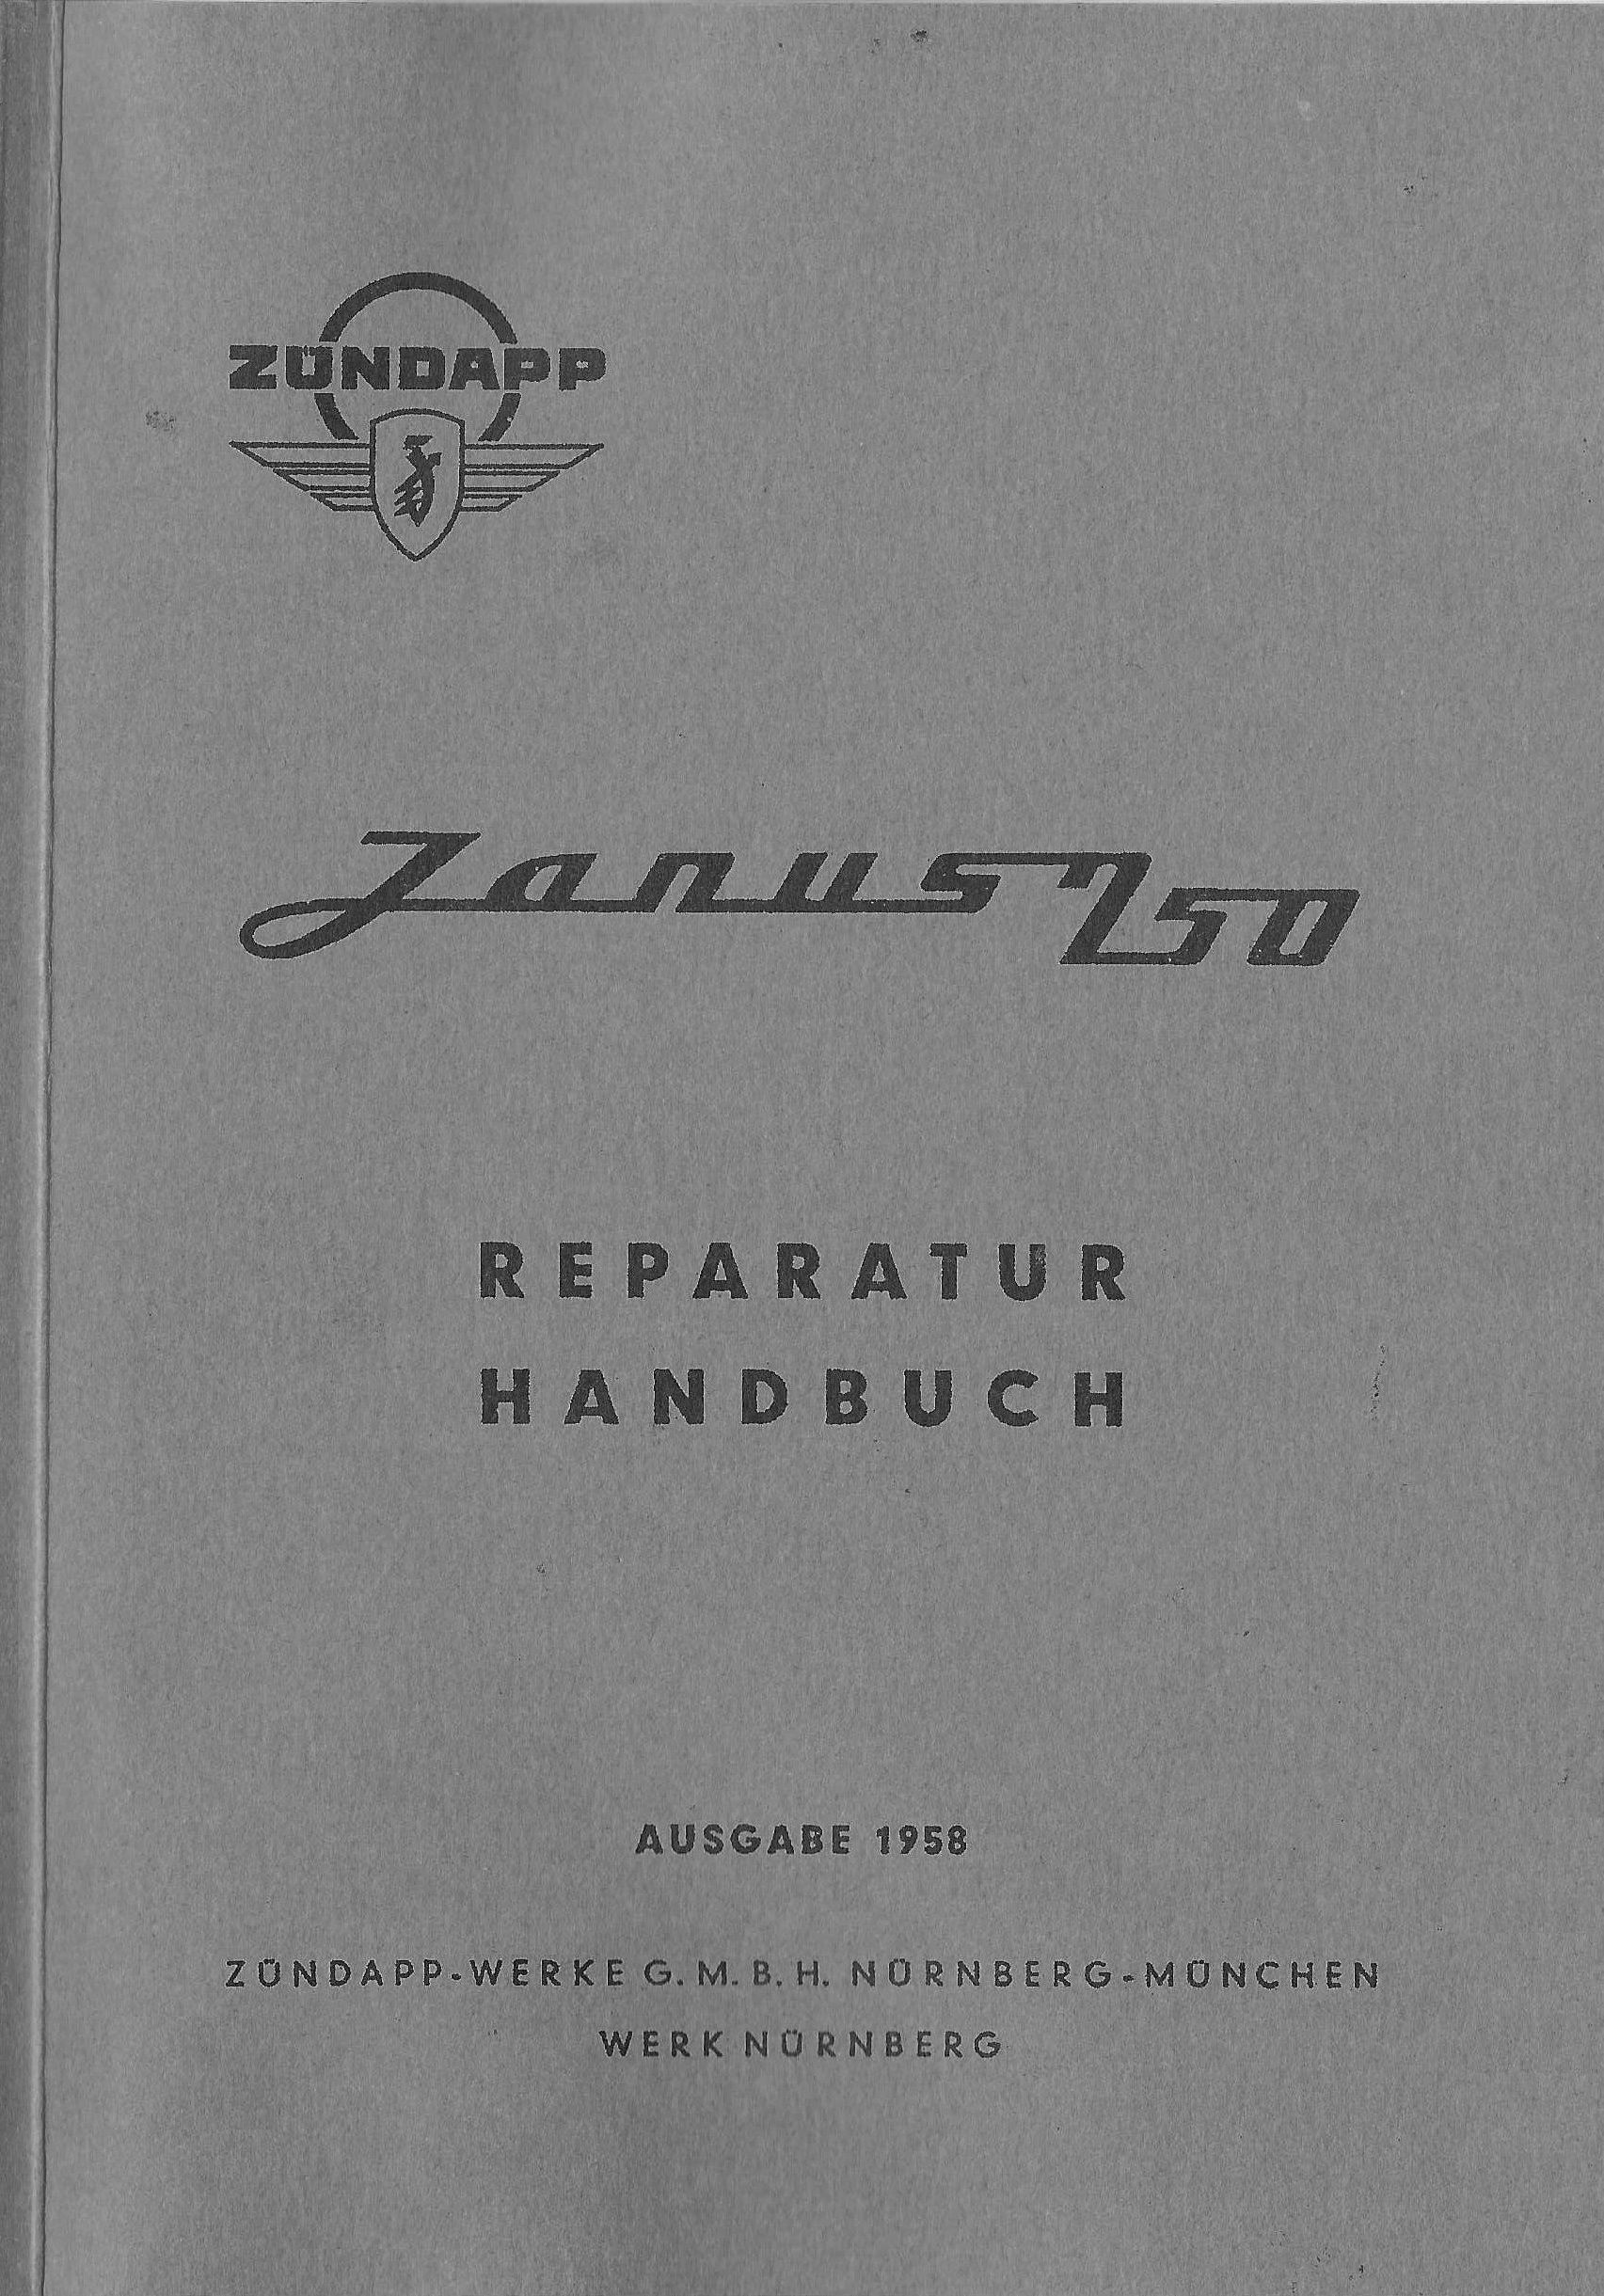 ZÜNDAPP
Janus 250
REPARATUR
HANDBUCH
AUSGABE 1958
ZÜNDAPP-WERKE G.M.B.H. NÜRNBERG-MÜNCHEN
WERK NÜRNBERG